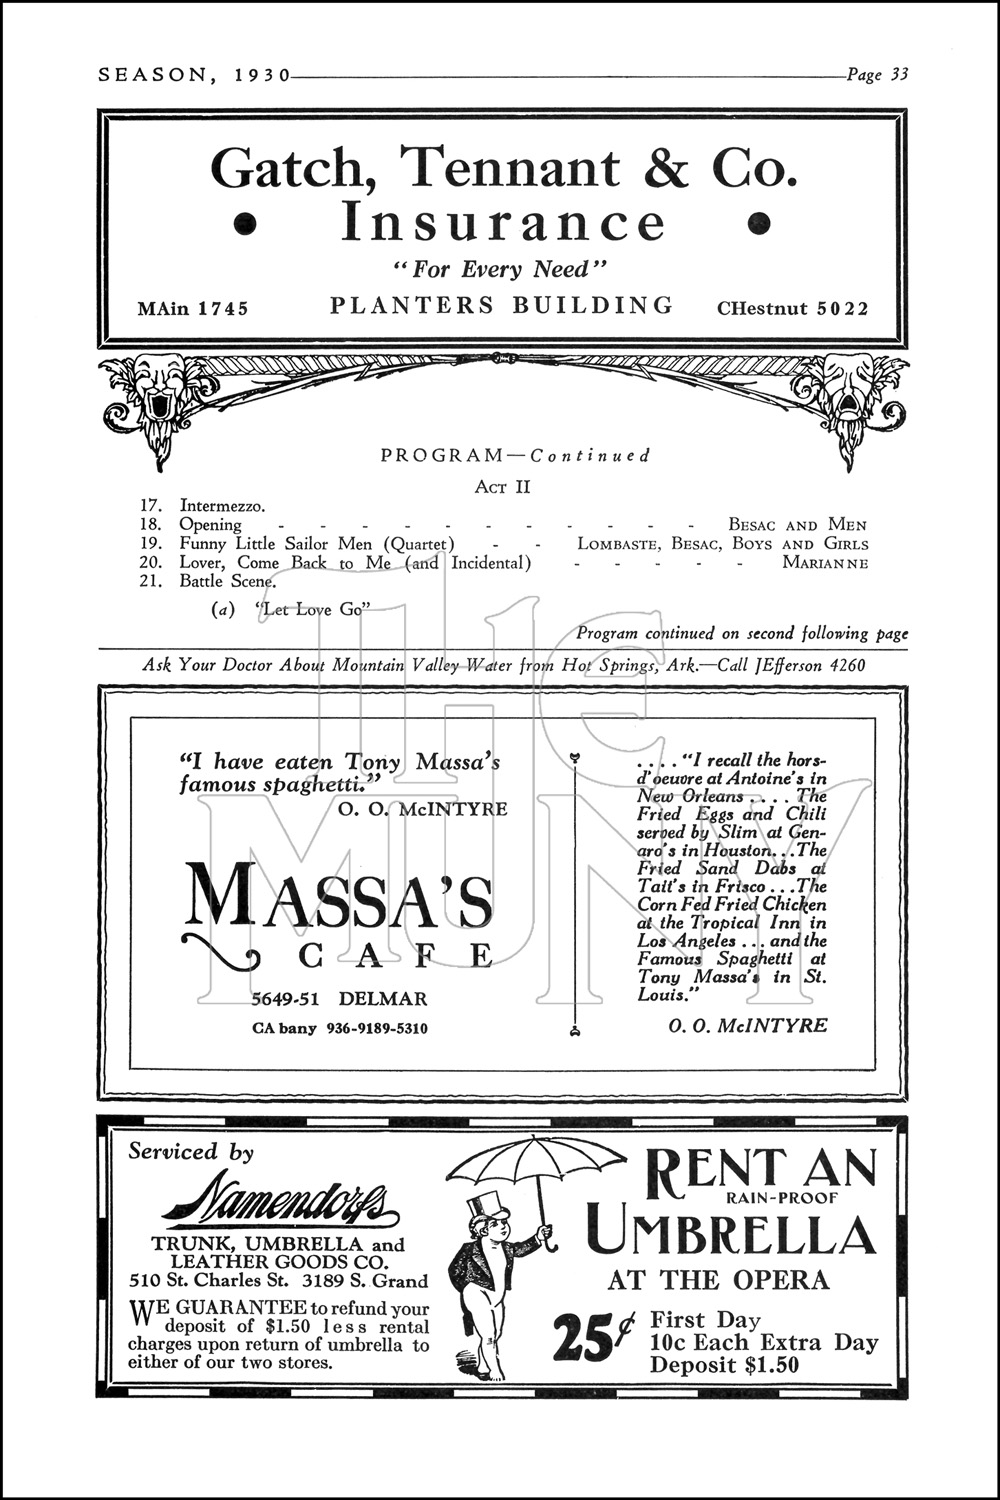 SEASON, 1930 Page 33
Gatch, Tennant & Co.
• Insurance •
"For Every Need"
MAin 1745 PLANTERS BUILDING CHestnut 5022
PROGRAM—Continued
ACT II
17. Intermezzo.
18. Opening - - - - - - - - - - - BESAC AND MEN
19. Funny Little Sailor Men (Quartet) - - LOMBASTE, BESAC, BOYS AND GIRLS
20. Lover, Come Back to Me (and Incidental) - - - - - MARIANNE
21. Battle Scene.
(a) "Let Love Go"
Program continued on second following page
Ask Your Doctor About Mountain Valley Water from Hot Springs, Ark.—Call JEfferson 4260
"I have eaten Tony Massa's
famous spaghetti."
O. O. McINTYRE
MASSA'S
CAFE
5649-51 DELMAR
CAbany 936-9189-5310
...."I recall the hors-
d'oeuvre at Antoine's in
New Orleans .... The
Fried Eggs and Chili
served by Slim at Gen-
aro's in Houston...The
Fried Sand Dabs at
Tait's in Frisco ...The
Corn Fed Fried Chicken
at the Tropical Inn in
Los Angeles ... and the
Famous Spaghetti at
Tony Massa's in St.
Louis."
O. O. McINTYRE
THE
MUNY
Serviced by
Namendorfs
TRUNK, UMBRELLA and
LEATHER GOODS CO.
510 St. Charles St. 3189 S. Grand
WE GUARANTEE to refund your
deposit of $1.50 less rental
charges upon return of umbrella to
either of our two stores.
RENT AN
RAIN-PROOF
UMBRELLA
AT THE OPERA
25¢ First Day
10c Each Extra Day
Deposit $1.50